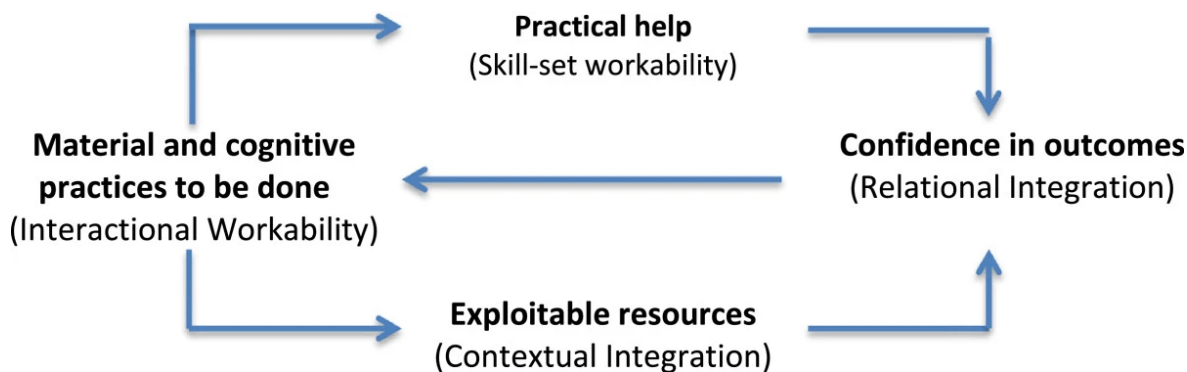 Practical help
(Skill-set workability)
Material and cognitive
practices to be done
(Interactional Workability)
Confidence in outcomes
(Relational Integration)
Exploitable resources
(Contextual Integration)